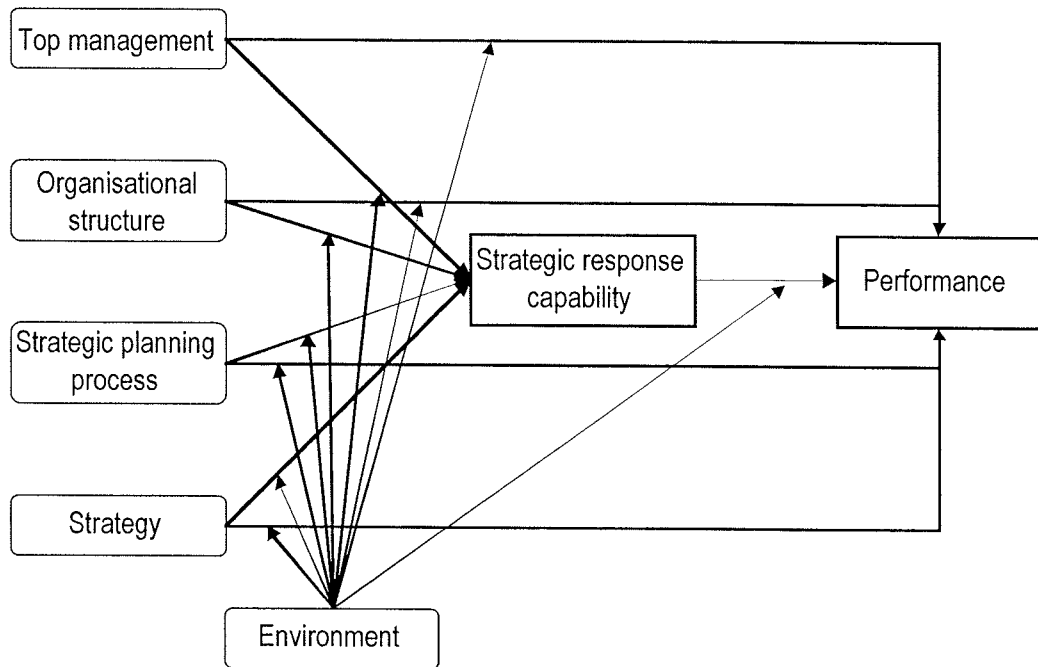 Top management
Organisational
structure
Strategic response
capability
Performance
Strategic planning
process
Strategy
Environment